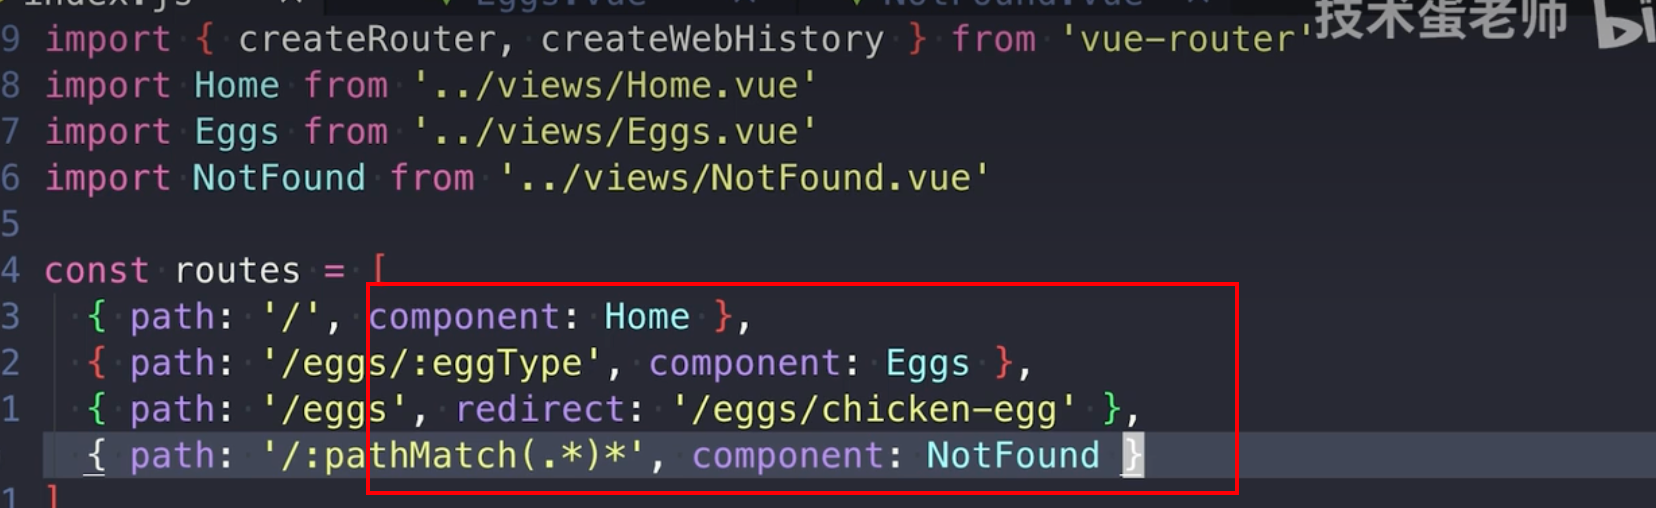 index.js Eggs.vue NotFound.vue
技术蛋老师 bi
9 import { createRouter, createWebHistory } from 'vue-router'
8 import Home from '../views/Home.vue'
7 import Eggs from '../views/Eggs.vue'
6 import NotFound from '../views/NotFound.vue'
5
4 const routes = [
3 { path: '/', component: Home },
2 { path: '/eggs/:eggType', component: Eggs },
1 { path: '/eggs', redirect: '/eggs/chicken-egg' },
{ path: '/:pathMatch(.*)*', component: NotFound }
1 ]